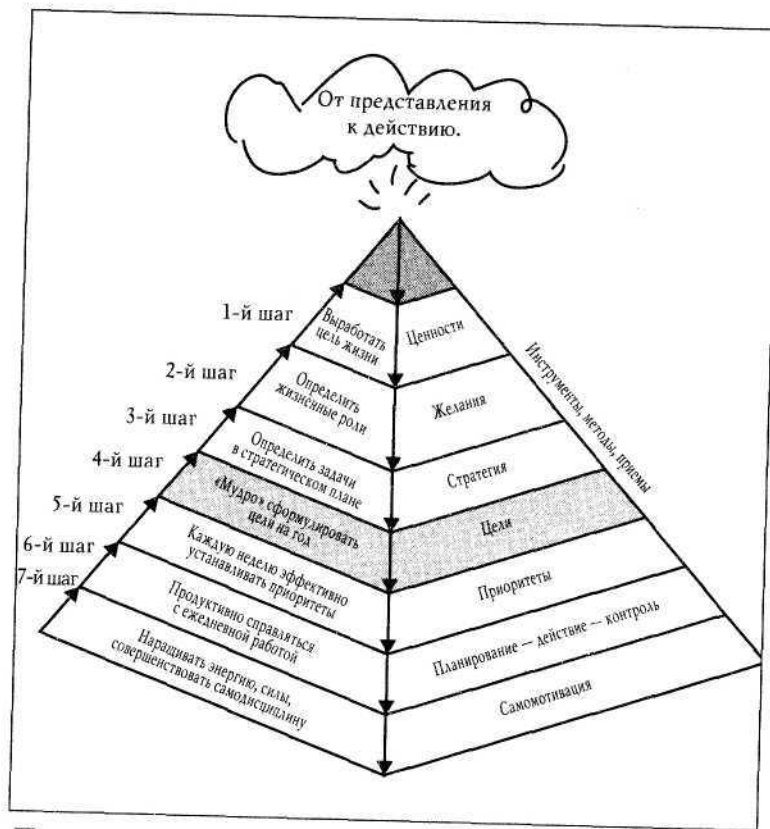 От представления
к действию.
1-й шаг
Выработать
цель жизни
Ценности
2-й шаг
Определить
жизненные роли
Желания
3-й шаг
Определить задачи
в стратегическом плане
Стратегия
4-й шаг
«Мудро» сформулировать
цели на год
Цели
5-й шаг
Каждую неделю эффективно
устанавливать приоритеты
Приоритеты
6-й шаг
Продуктивно справляться
с ежедневной работой
Планирование — действие — контроль
7-й шаг
Наращивать энергию, силы,
совершенствовать самодисциплину
Самомотивация
Инструменты, методы, приемы